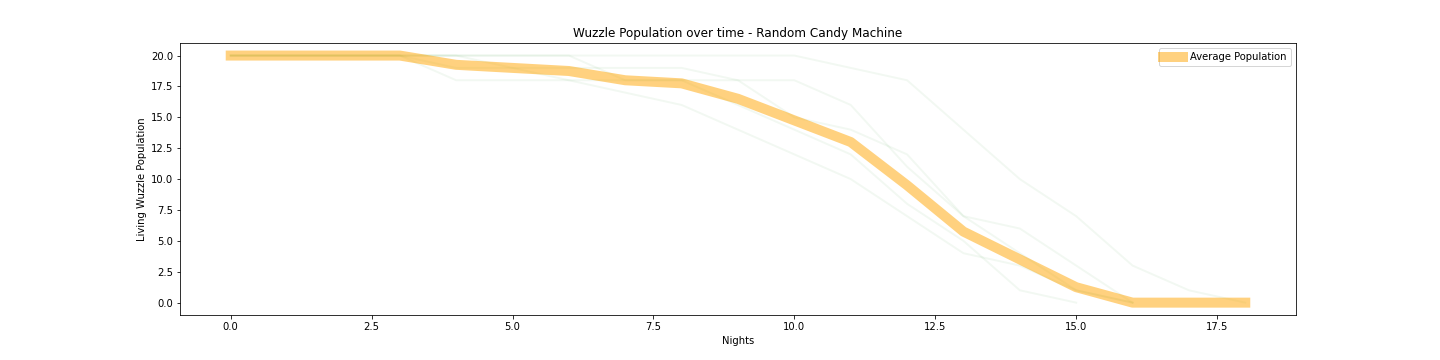 Wuzzle Population over time - Random Candy Machine
Average Population
Living Wuzzle Population
20.0
17.5
15.0
12.5
10.0
7.5
5.0
2.5
0.0
0.0 2.5 5.0 7.5 10.0 12.5 15.0 17.5
Nights